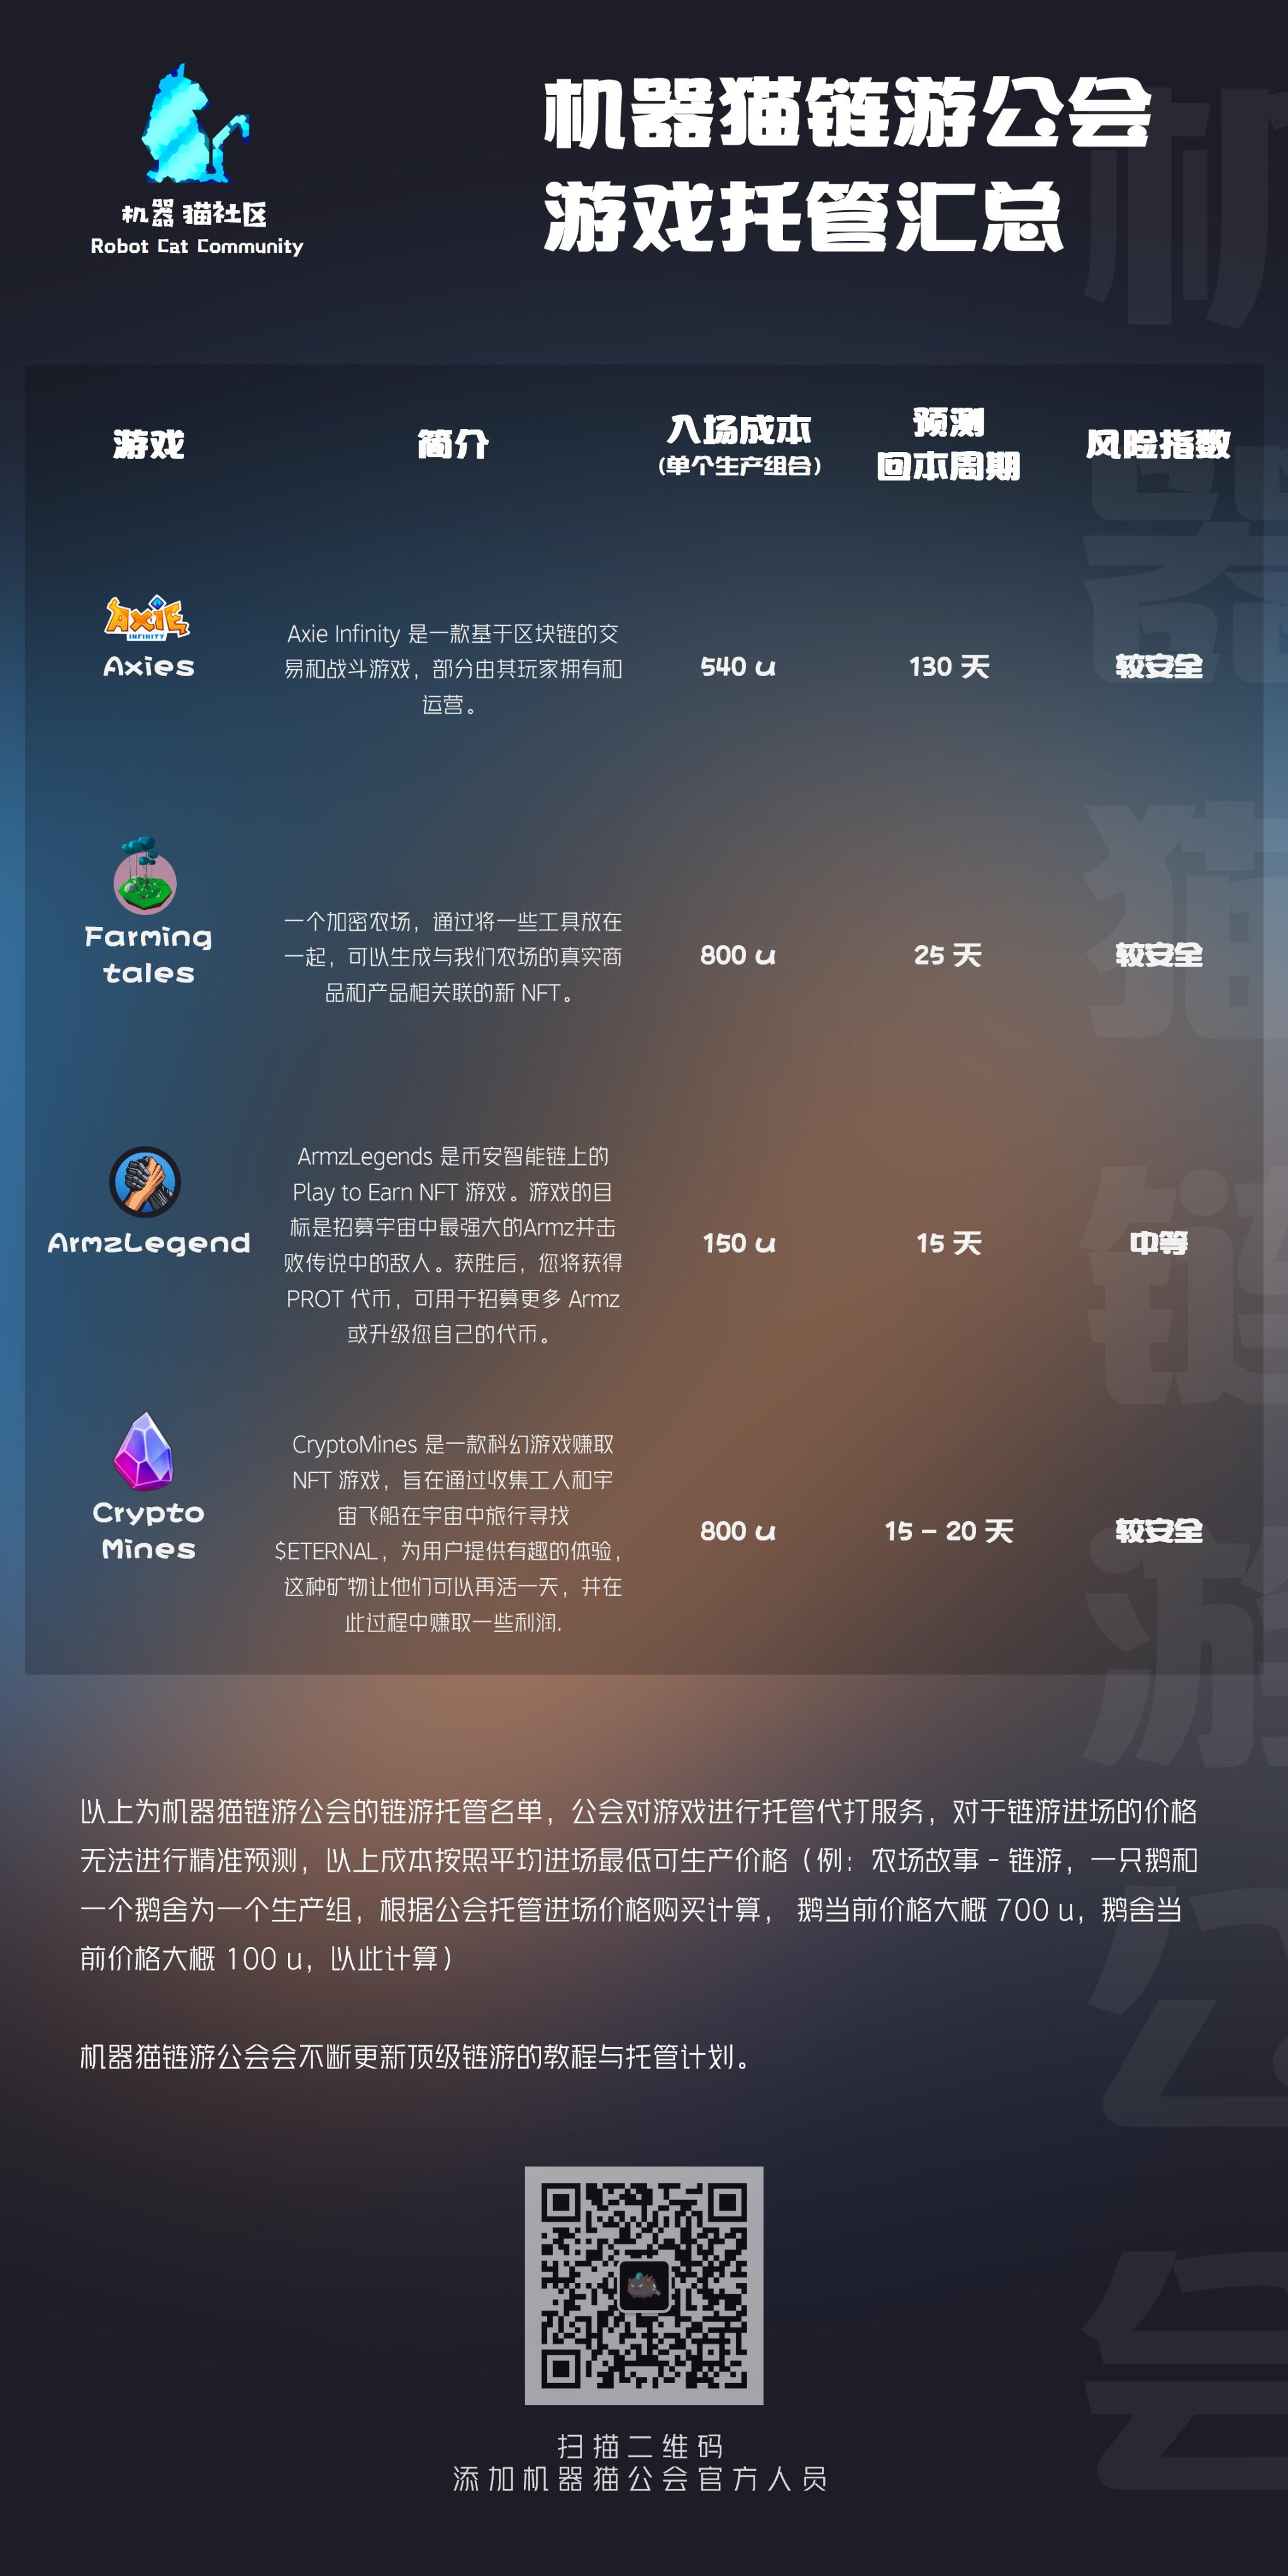 机器猫社区
Robot Cat Community
机器猫链游公会
游戏托管汇总
游戏
简介
入场成本
(单个生产组合)
预测
回本周期
风险指数
AXIE
INFINITY
Axies
Axie Infinity 是一款基于区块链的交
易和战斗游戏，部分由其玩家拥有和
运营。
540 u
130 天
较安全
Farming
tales
一个加密农场，通过将一些工具放在
一起，可以生成与我们农场的真实商
品和产品相关联的新 NFT。
800 u
25 天
较安全
ArmzLegend
ArmzLegends 是币安智能链上的
Play to Earn NFT 游戏。游戏的目
标是招募宇宙中最强大的Armz并击
败传说中的敌人。获胜后，您将获得
PROT 代币，可用于招募更多 Armz
或升级您自己的代币。
150 u
15 天
中等
Crypto
Mines
CryptoMines 是一款科幻游戏赚取
NFT 游戏，旨在通过收集工人和宇
宙飞船在宇宙中旅行寻找
$ETERNAL，为用户提供有趣的体验，
这种矿物让他们可以再活一天，并在
此过程中赚取一些利润.
800 u
15 – 20 天
较安全
以上为机器猫链游公会的链游托管名单，公会对游戏进行托管代打服务，对于链游进场的价格
无法进行精准预测，以上成本按照平均进场最低可生产价格（例：农场故事 - 链游，一只鹅和
一个鹅舍为一个生产组，根据公会托管进场价格购买计算， 鹅当前价格大概 700 u，鹅舍当
前价格大概 100 u，以此计算）
机器猫链游公会会不断更新顶级链游的教程与托管计划。
扫描二维码
添加机器猫公会官方人员
机器猫链游公会